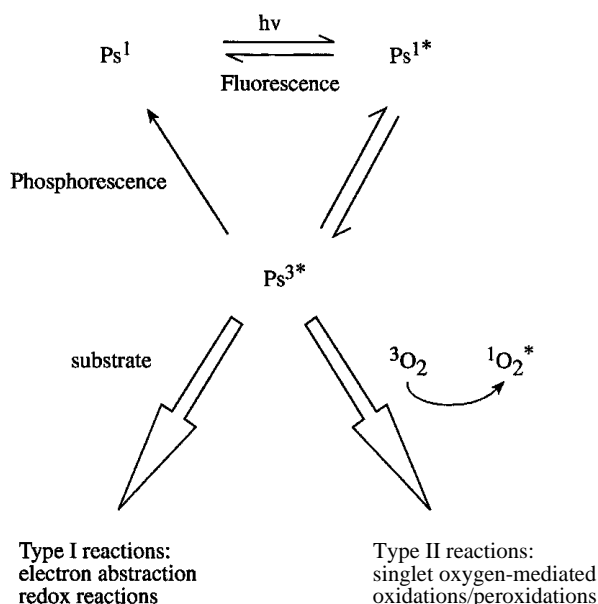 hν
Ps¹ Ps¹*
Fluorescence
Phosphorescence
Ps³*
substrate
³O₂ ¹O₂*
Type I reactions:
electron abstraction
redox reactions
Type II reactions:
singlet oxygen-mediated
oxidations/peroxidations